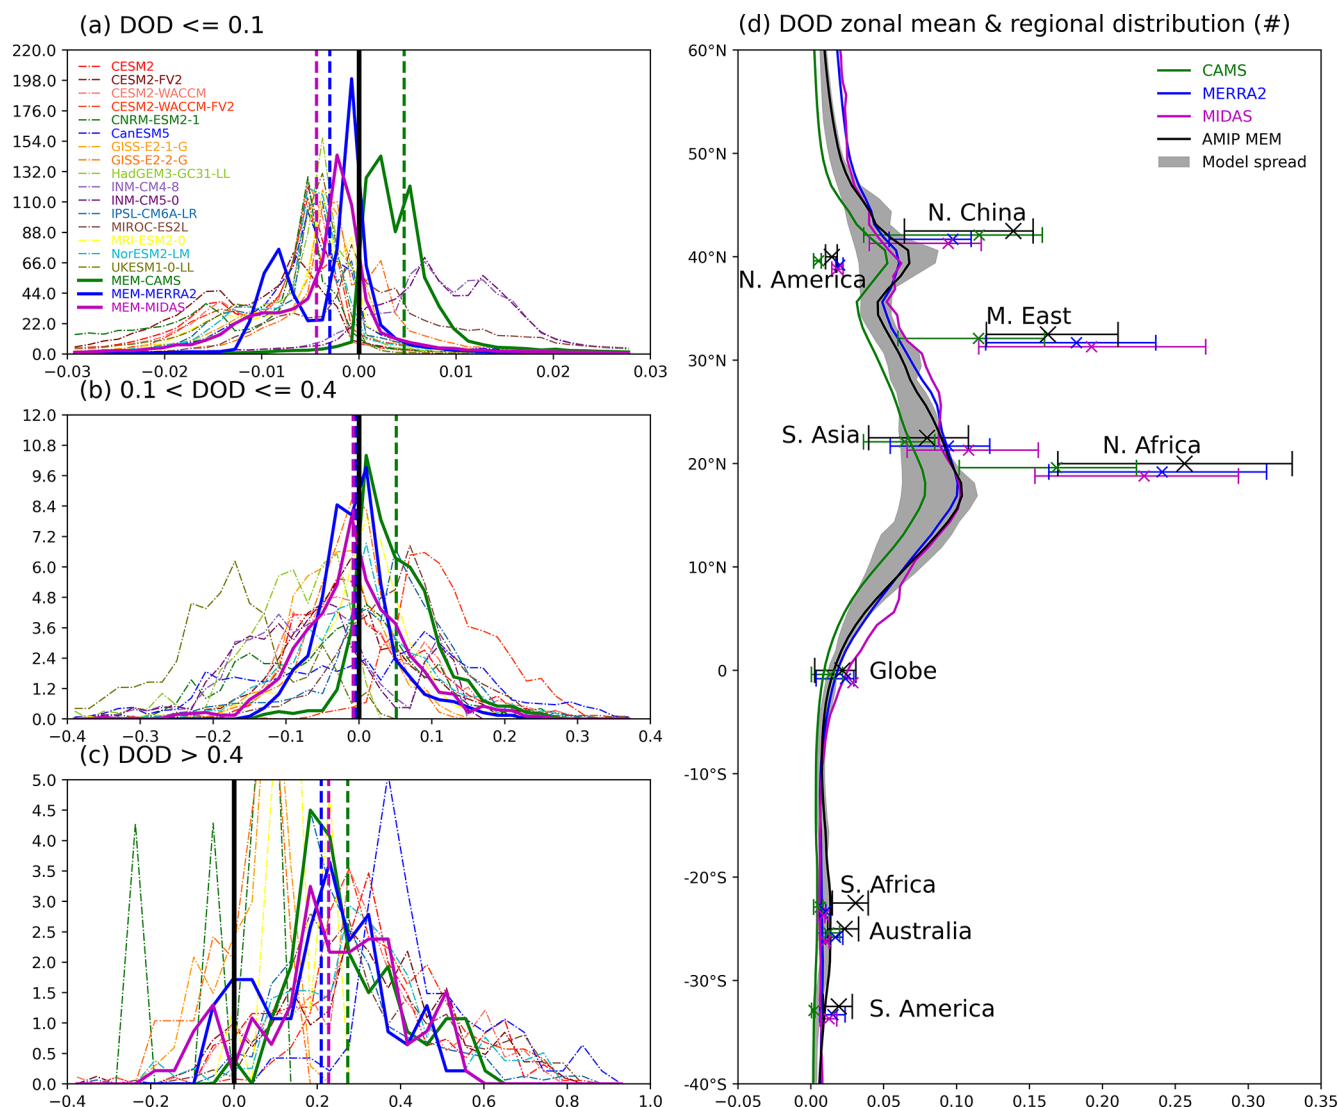 (a) DOD <= 0.1
220.0
198.0
176.0
154.0
132.0
110.0
88.0
66.0
44.0
22.0
0.0
CESM2
CESM2-FV2
CESM2-WACCM
CESM2-WACCM-FV2
CNRM-ESM2-1
CanESM5
GISS-E2-1-G
GISS-E2-2-G
HadGEM3-GC31-LL
INM-CM4-8
INM-CM5-0
IPSL-CM6A-LR
MIROC-ES2L
MRI-ESM2-0
NorESM2-LM
UKESM1-0-LL
MEM-CAMS
MEM-MERRA2
MEM-MIDAS
−0.03 −0.02 −0.01 0.00 0.01 0.02 0.03
(b) 0.1 < DOD <= 0.4
12.0
10.8
9.6
8.4
7.2
6.0
4.8
3.6
2.4
1.2
0.0
−0.4 −0.3 −0.2 −0.1 0.0 0.1 0.2 0.3 0.4
(c) DOD > 0.4
5.0
4.5
4.0
3.5
3.0
2.5
2.0
1.5
1.0
0.5
0.0
−0.4 −0.2 0.0 0.2 0.4 0.6 0.8 1.0
(d) DOD zonal mean & regional distribution (#)
60°N
50°N
40°N
30°N
20°N
10°N
0
-10°S
-20°S
-30°S
-40°S
CAMS
MERRA2
MIDAS
AMIP MEM
Model spread
N. China
N. America
M. East
S. Asia
N. Africa
Globe
S. Africa
Australia
S. America
−0.05 0.00 0.05 0.10 0.15 0.20 0.25 0.30 0.35